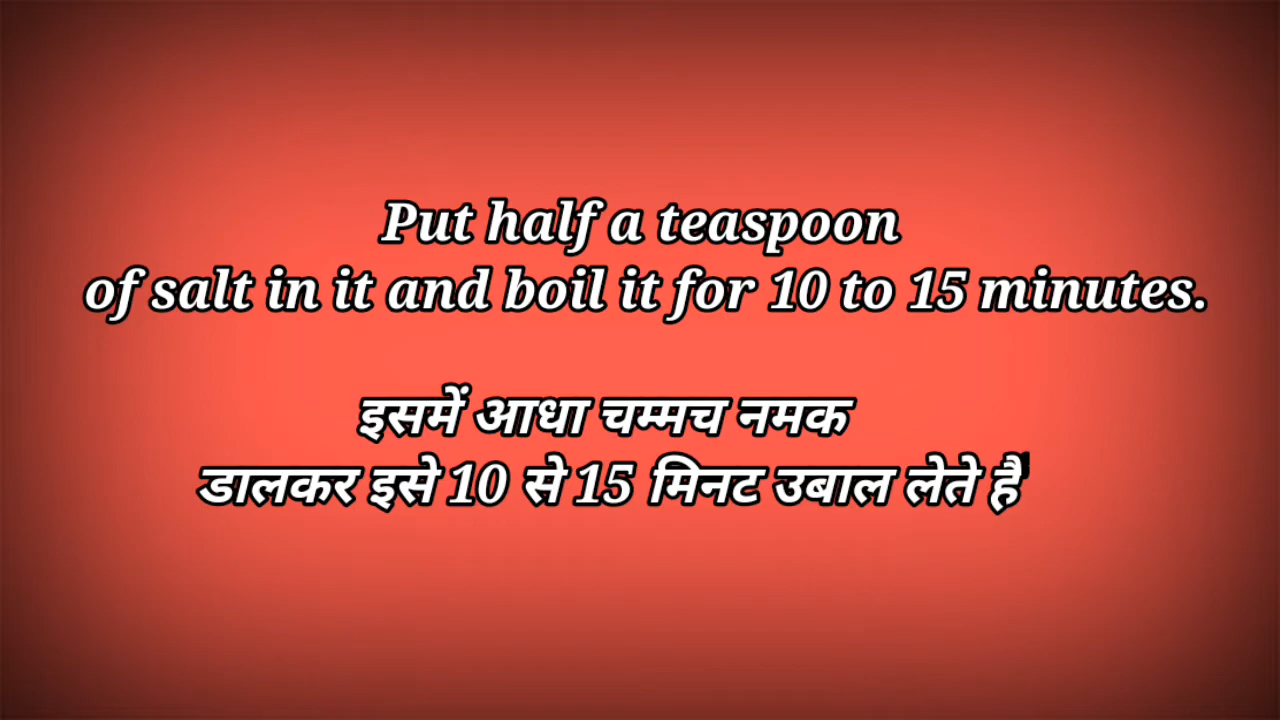 Put half a teaspoon
of salt in it and boil it for 10 to 15 minutes.
इसमें आधा चम्मच नमक
डालकर इसे 10 से 15 मिनट उबाल लेते हैं